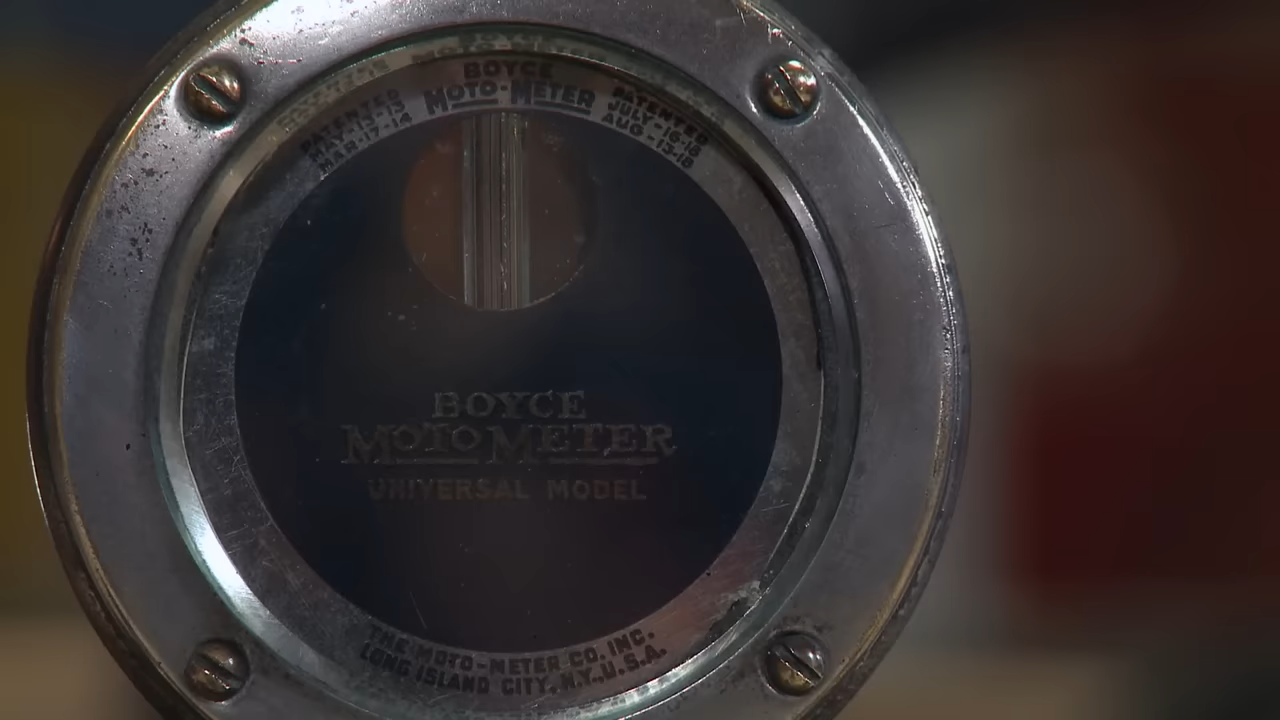 BOYCE
MOTO-METER
PATENTED
MAY-13-13
MAR-17-14
PATENTED
JULY-16-18
AUG-13-18
BOYCE
MOTO METER
UNIVERSAL MODEL
THE MOTO-METER CO. INC.
LONG ISLAND CITY, N.Y., U.S.A.